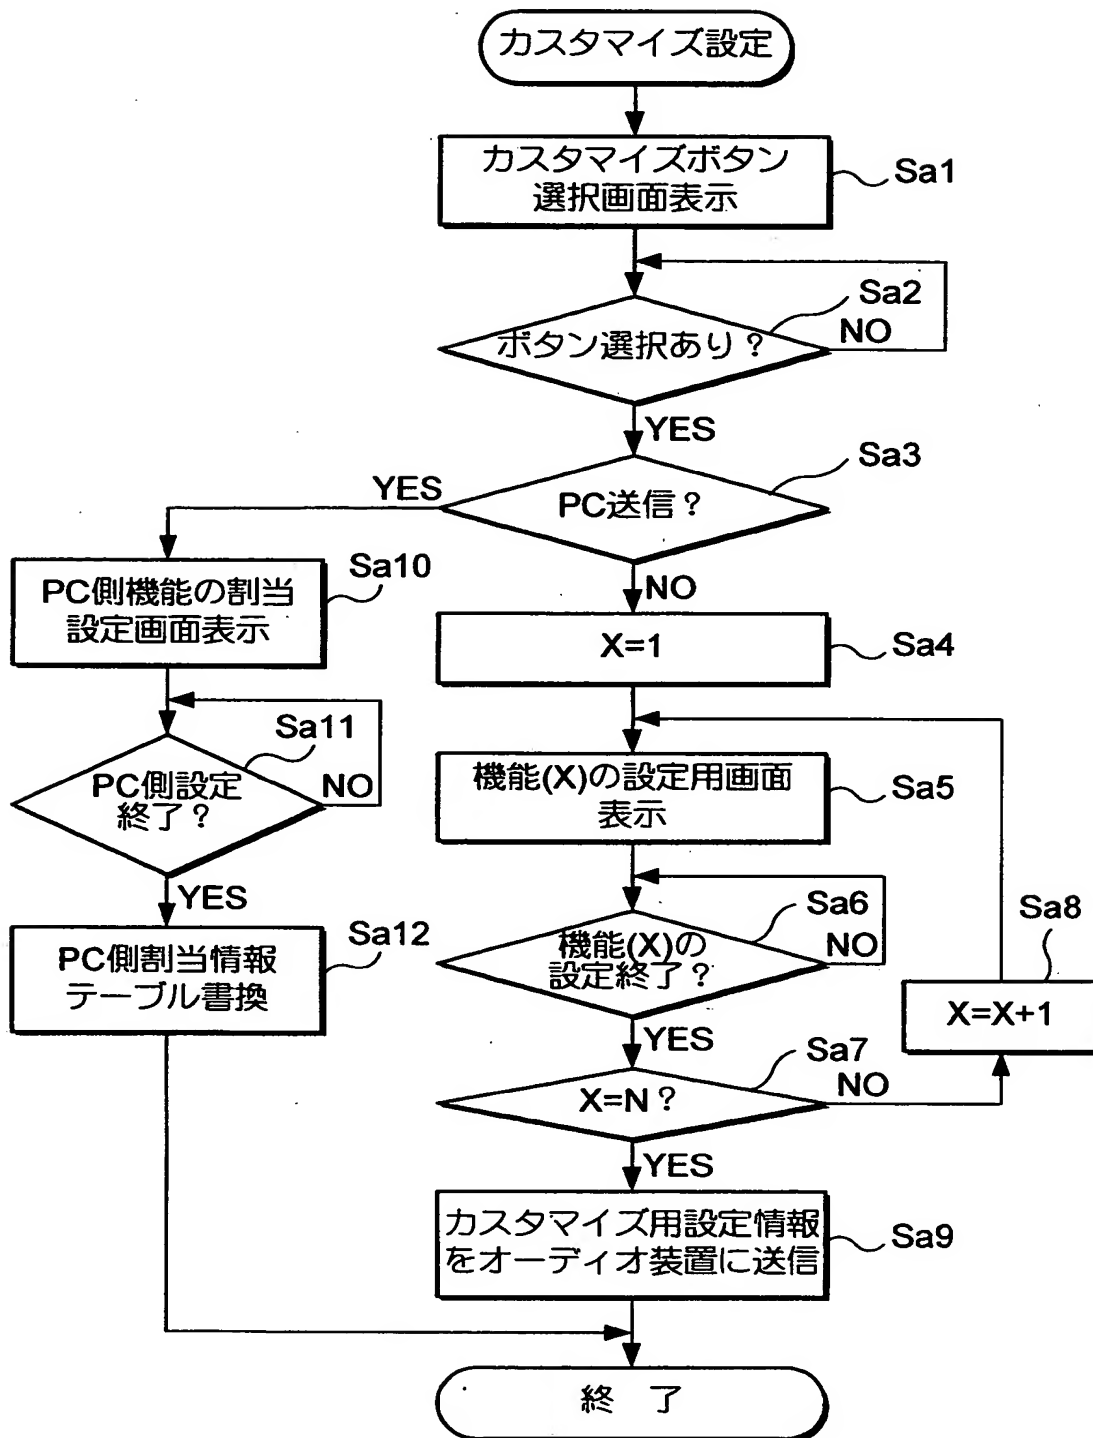 カスタマイズ設定
カスタマイズボタン
選択画面表示
Sa1
Sa2
ボタン選択あり？
NO
YES
Sa3
YES
PC送信？
NO
Sa10
PC側機能の割当
設定画面表示
X=1
Sa4
Sa11
PC側設定
終了？
NO
YES
機能(X)の設定用画面
表示
Sa5
Sa6
機能(X)の
設定終了？
NO
YES
Sa8
X=X+1
Sa12
PC側割当情報
テーブル書換
Sa7
X=N？
NO
YES
カスタマイズ用設定情報
をオーディオ装置に送信
Sa9
終 了